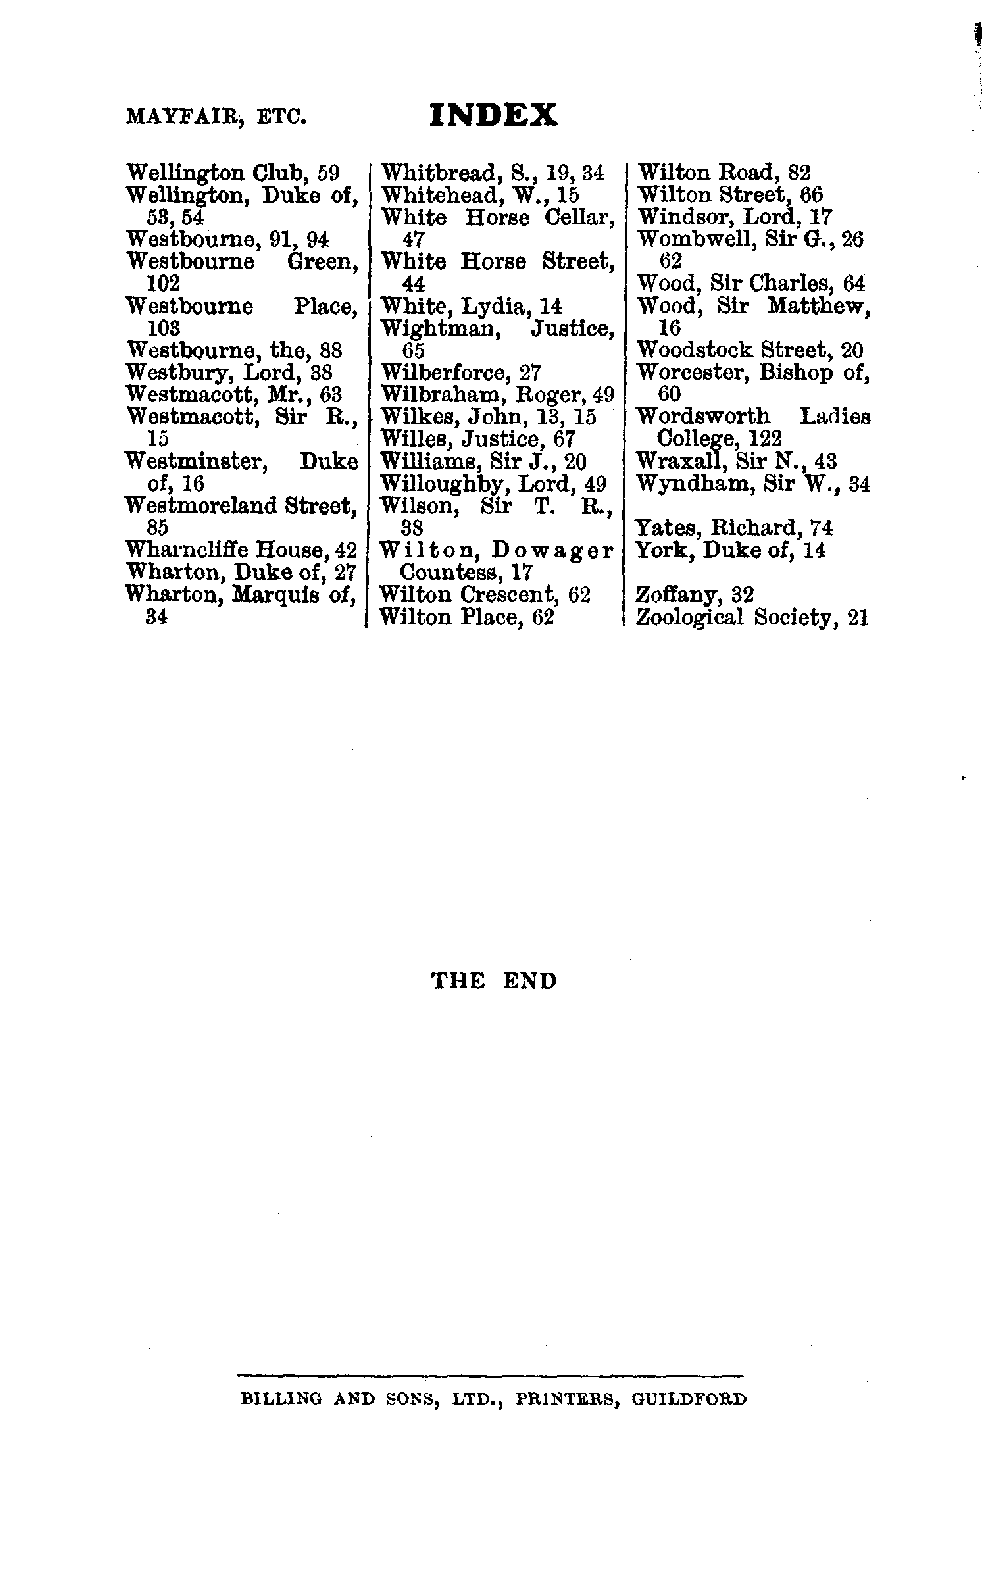 MAYFAIR, ETC. INDEX
Wellington Club, 59
Wellington, Duke of,
53, 54
Westbourne, 91, 94
Westbourne Green,
102
Westbourne Place,
103
Westbourne, the, 88
Westbury, Lord, 38
Westmacott, Mr., 63
Westmacott, Sir R.,
15
Westminster, Duke
of, 16
Westmoreland Street,
85
Wharncliffe House, 42
Wharton, Duke of, 27
Wharton, Marquis of,
34
Whitbread, S., 19, 34
Whitehead, W., 15
White Horse Cellar,
47
White Horse Street,
44
White, Lydia, 14
Wightman, Justice,
65
Wilberforce, 27
Wilbraham, Roger, 49
Wilkes, John, 13, 15
Willes, Justice, 67
Williams, Sir J., 20
Willoughby, Lord, 49
Wilson, Sir T. R.,
38
Wilton, Dowager
Countess, 17
Wilton Crescent, 62
Wilton Place, 62
Wilton Road, 82
Wilton Street, 66
Windsor, Lord, 17
Wombwell, Sir G., 26
62
Wood, Sir Charles, 64
Wood, Sir Matthew,
16
Woodstock Street, 20
Worcester, Bishop of,
60
Wordsworth Ladies
College, 122
Wraxall, Sir N., 43
Wyndham, Sir W., 34
Yates, Richard, 74
York, Duke of, 14
Zoffany, 32
Zoological Society, 21
THE END
BILLING AND SONS, LTD., PRINTERS, GUILDFORD